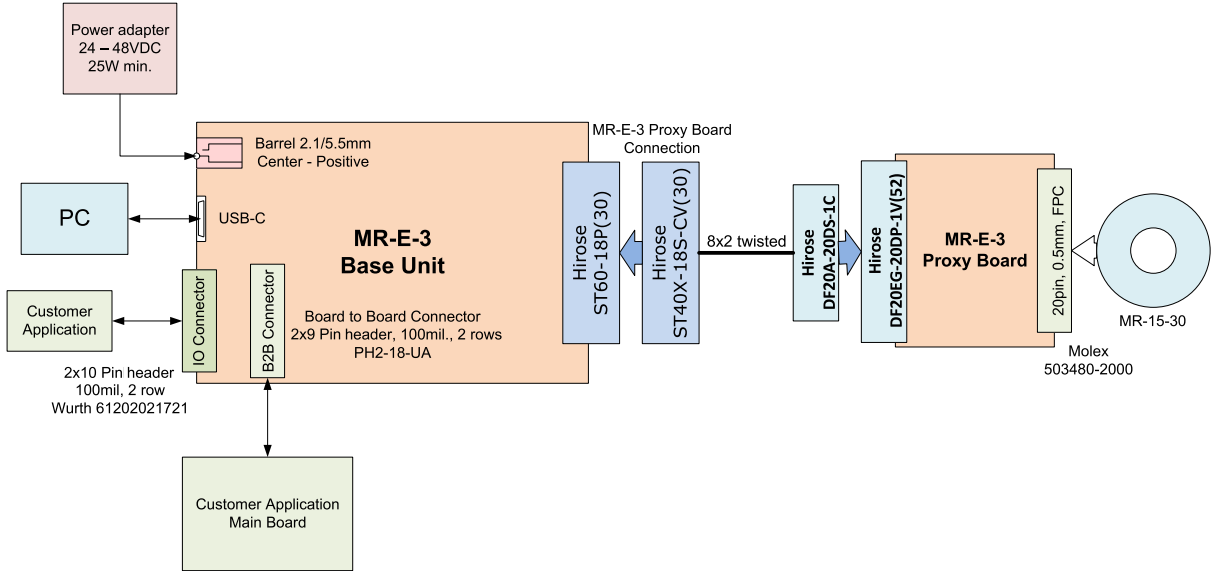 Power adapter
24 – 48VDC
25W min.
Barrel 2.1/5.5mm
Center - Positive
PC
USB-C
MR-E-3
Base Unit
Customer
Application
IO Connector
2x10 Pin header
100mil, 2 row
Wurth 61202021721
B2B Connector
Board to Board Connector
2x9 Pin header, 100mil., 2 rows
PH2-18-UA
Customer Application
Main Board
MR-E-3 Proxy Board
Connection
Hirose
ST60-18P(30)
Hirose
ST40X-18S-CV(30)
8x2 twisted
Hirose
DF20A-20DS-1C
Hirose
DF20EG-20DP-1V(52)
MR-E-3
Proxy Board
20pin, 0.5mm, FPC
Molex
503480-2000
MR-15-30